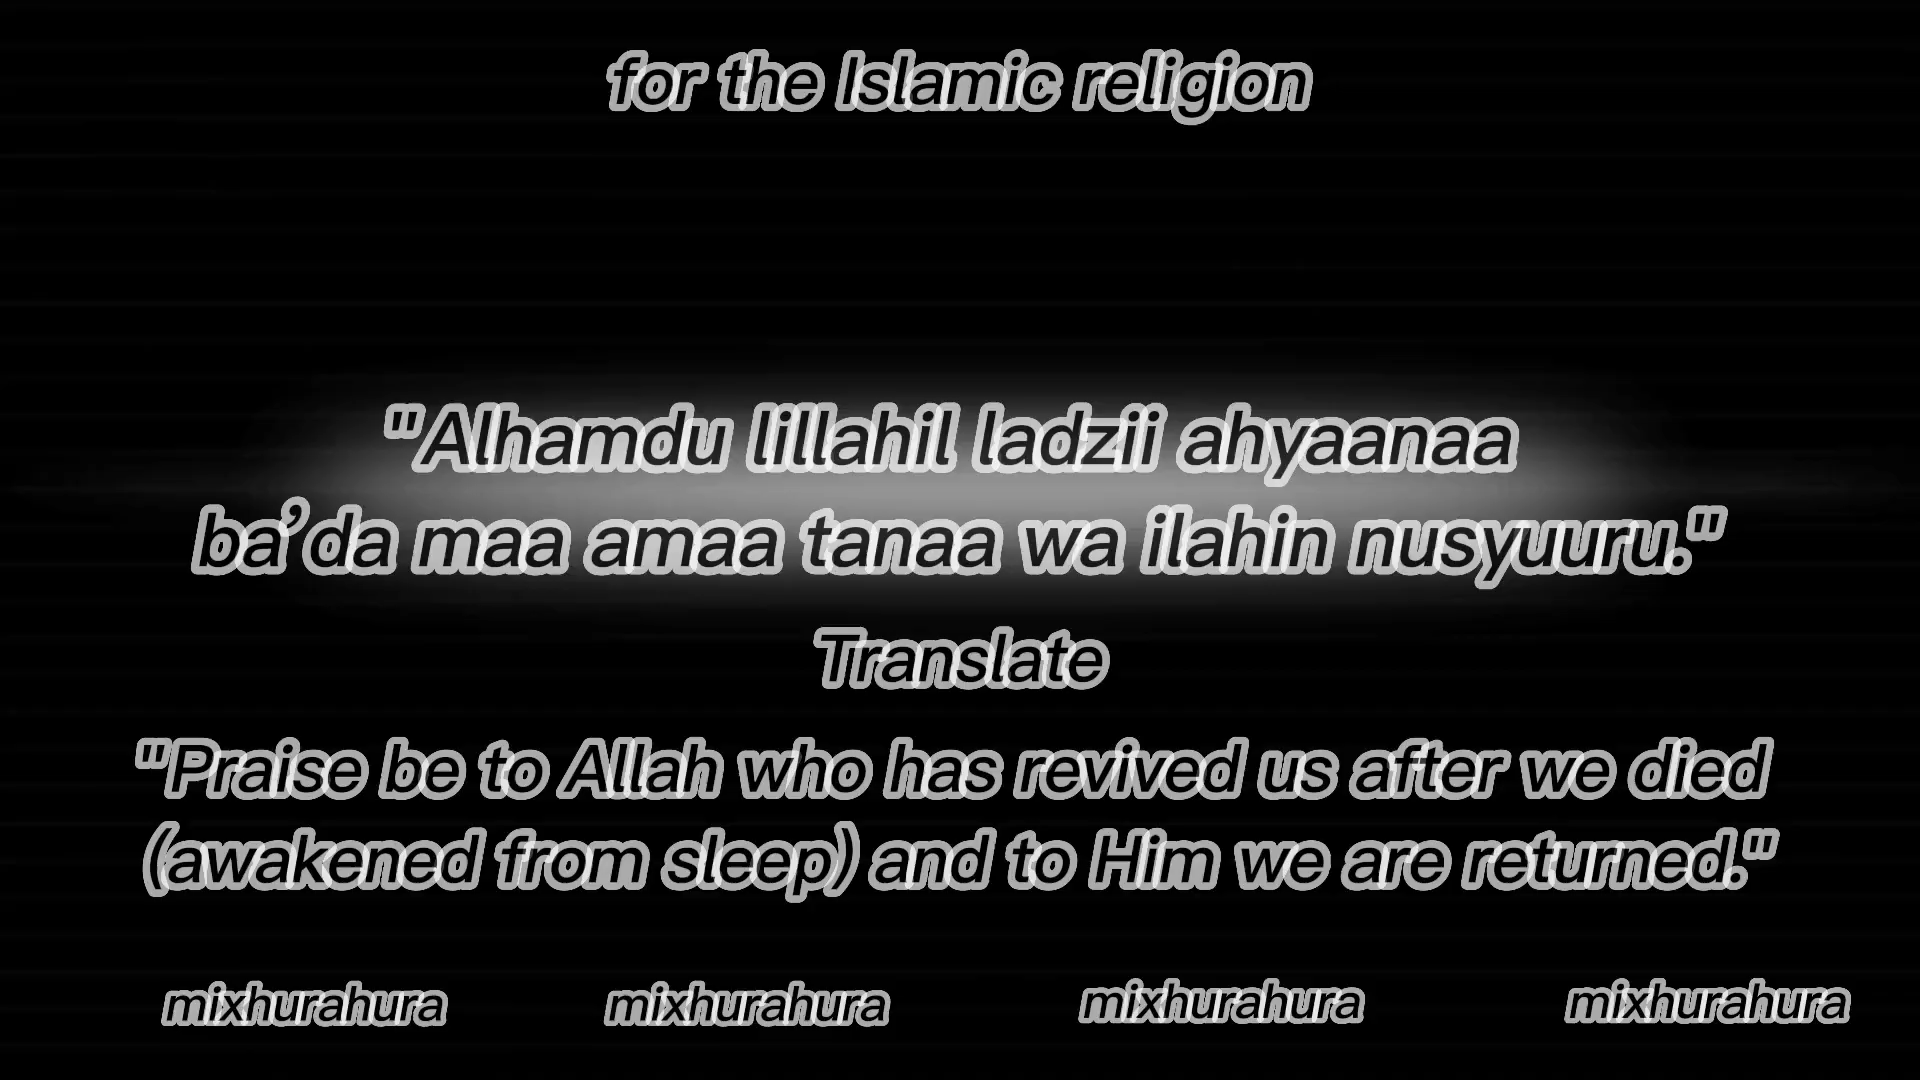 for the Islamic religion
"Alhamdu lillahil ladzii ahyaanaa
ba’da maa amaa tanaa wa ilahin nusyuuru."
Translate
"Praise be to Allah who has revived us after we died
(awakened from sleep) and to Him we are returned."
mixhurahura mixhurahura mixhurahura mixhurahura